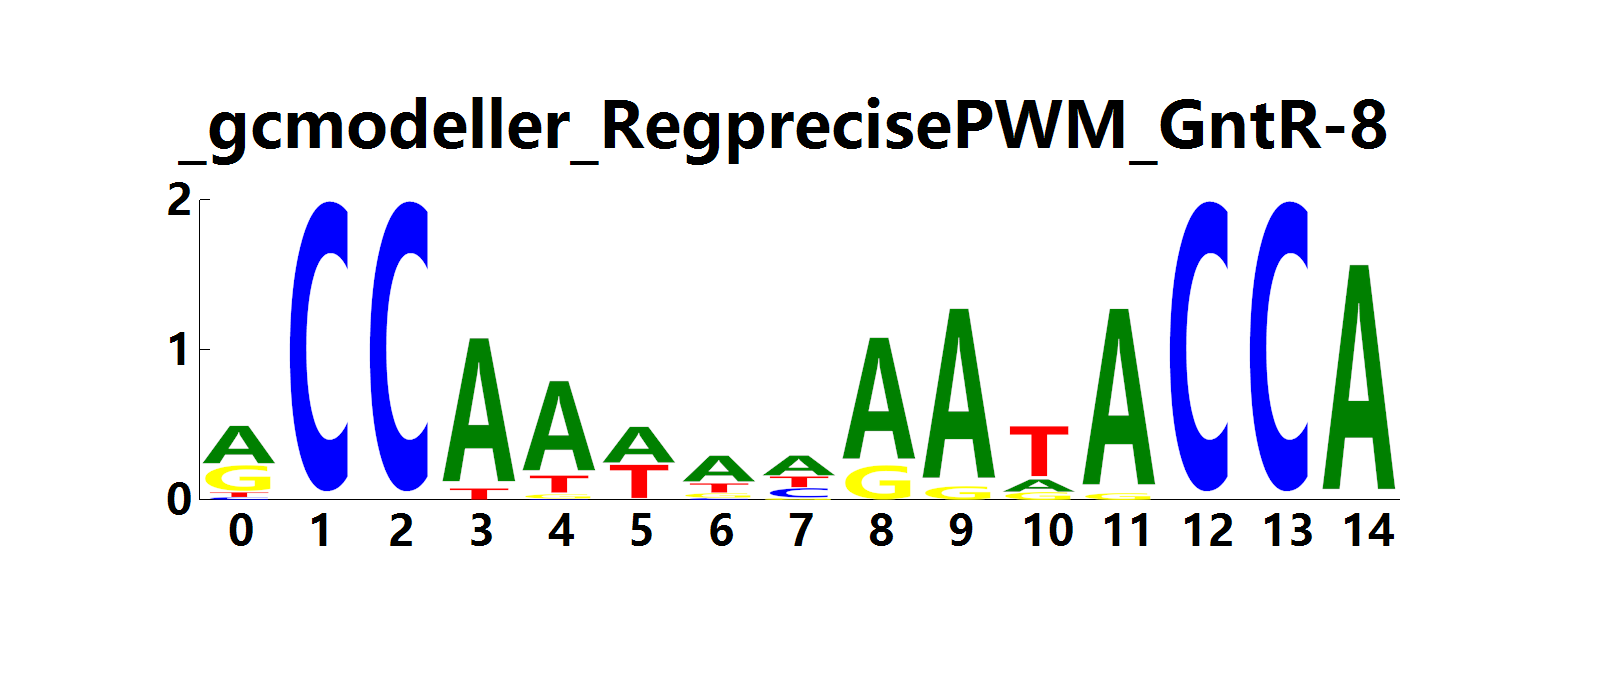 _gcmodeller_RegprecisePWM_GntR-8
2
1
0
A C C A A A A A A A T A C C A
G T T T T T G G A G
T G C C G
C
0 1 2 3 4 5 6 7 8 9 10 11 12 13 14